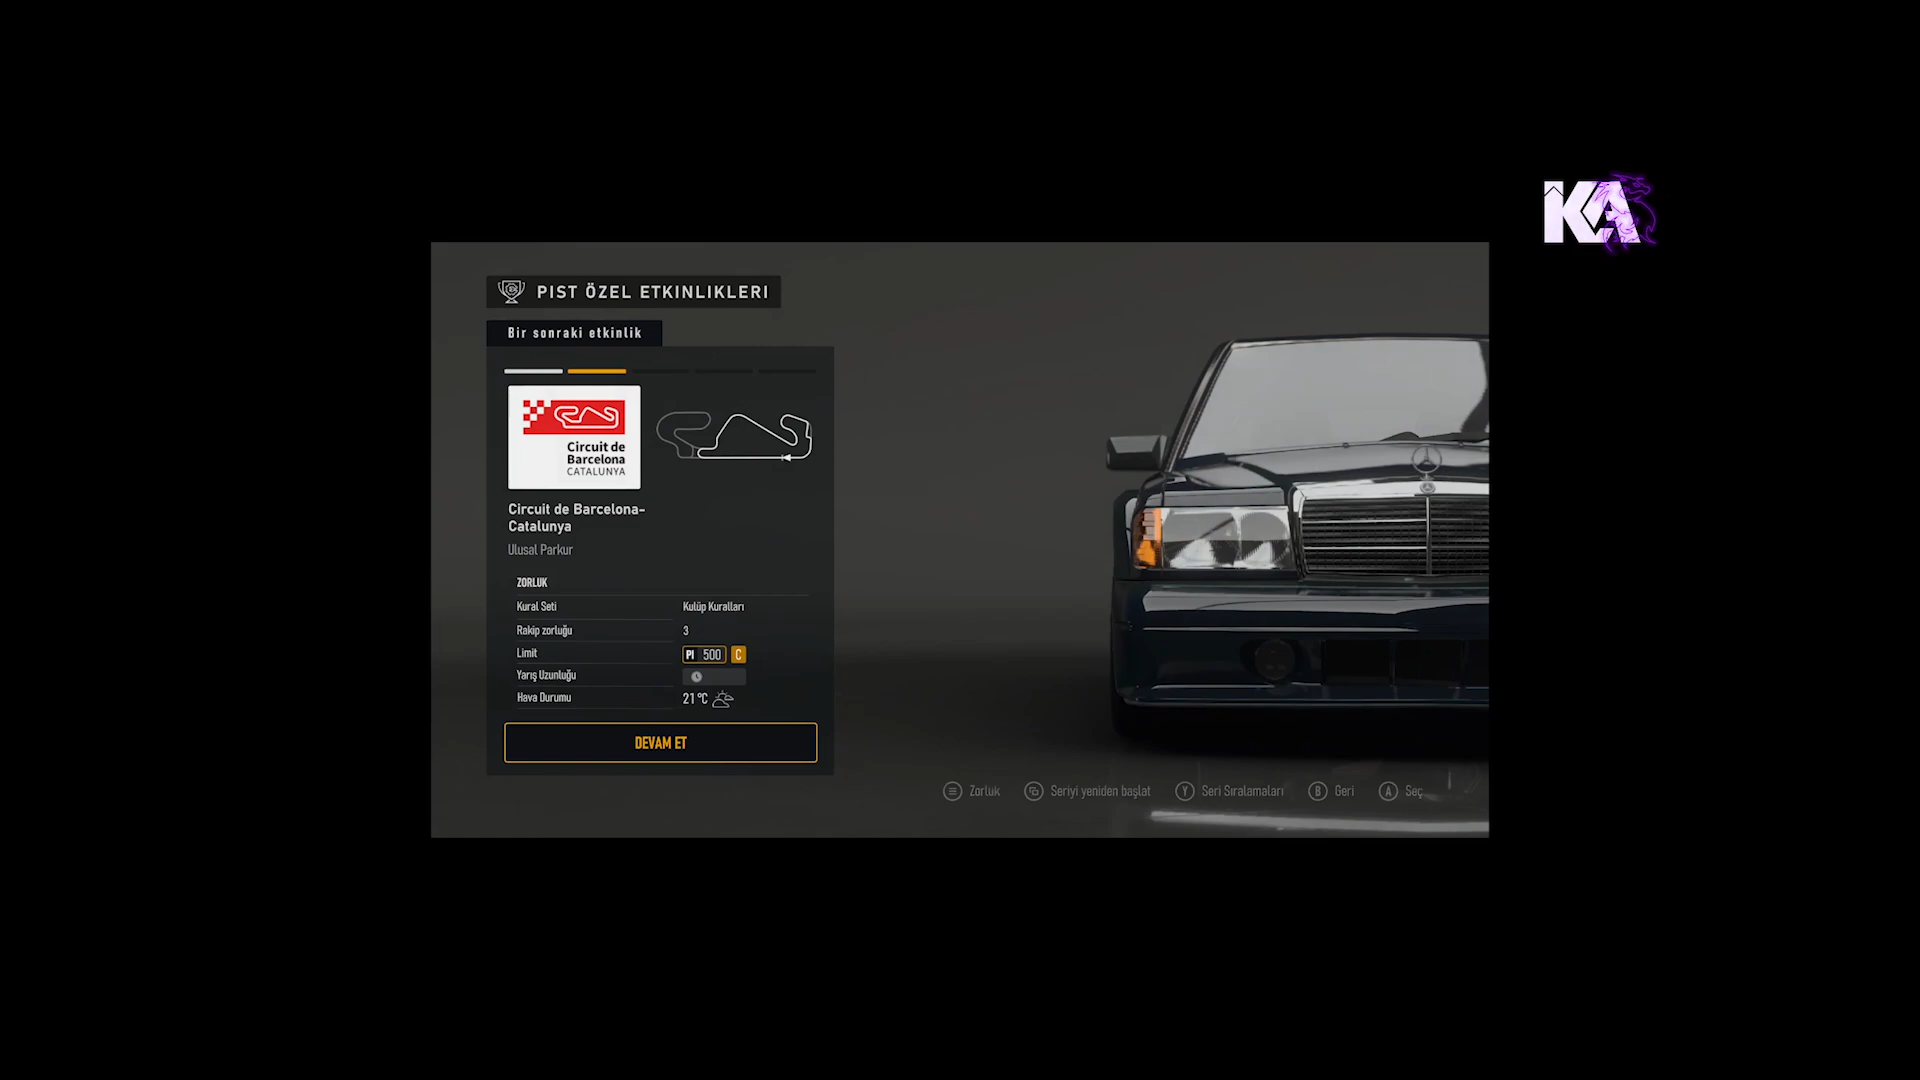 KA
PIST ÖZEL ETKINLIKLERI
Bir sonraki etkinlik
Circuit de
Barcelona
CATALUNYA
Circuit de Barcelona-
Catalunya
Ulusal Parkur
ZORLUK
Kural Seti Kulüp Kuralları
Rakip zorluğu 3
Limit PI 500 C
Yarış Uzunluğu
Hava Durumu 21°C
DEVAM ET
Zorluk Seriyi yeniden başlat Y Seri Sıralamaları B Geri A Seç